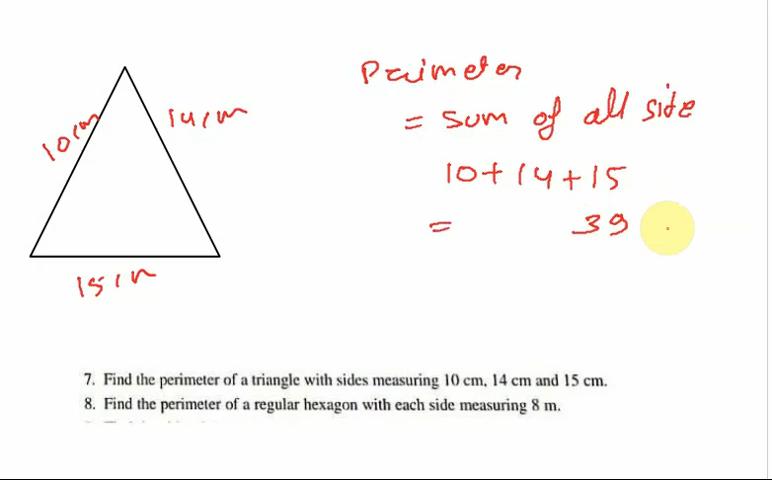 Perimeter
= sum of all side
10+14+15
= 39
10cm
14cm
15cm
7. Find the perimeter of a triangle with sides measuring 10 cm, 14 cm and 15 cm.
8. Find the perimeter of a regular hexagon with each side measuring 8 m.